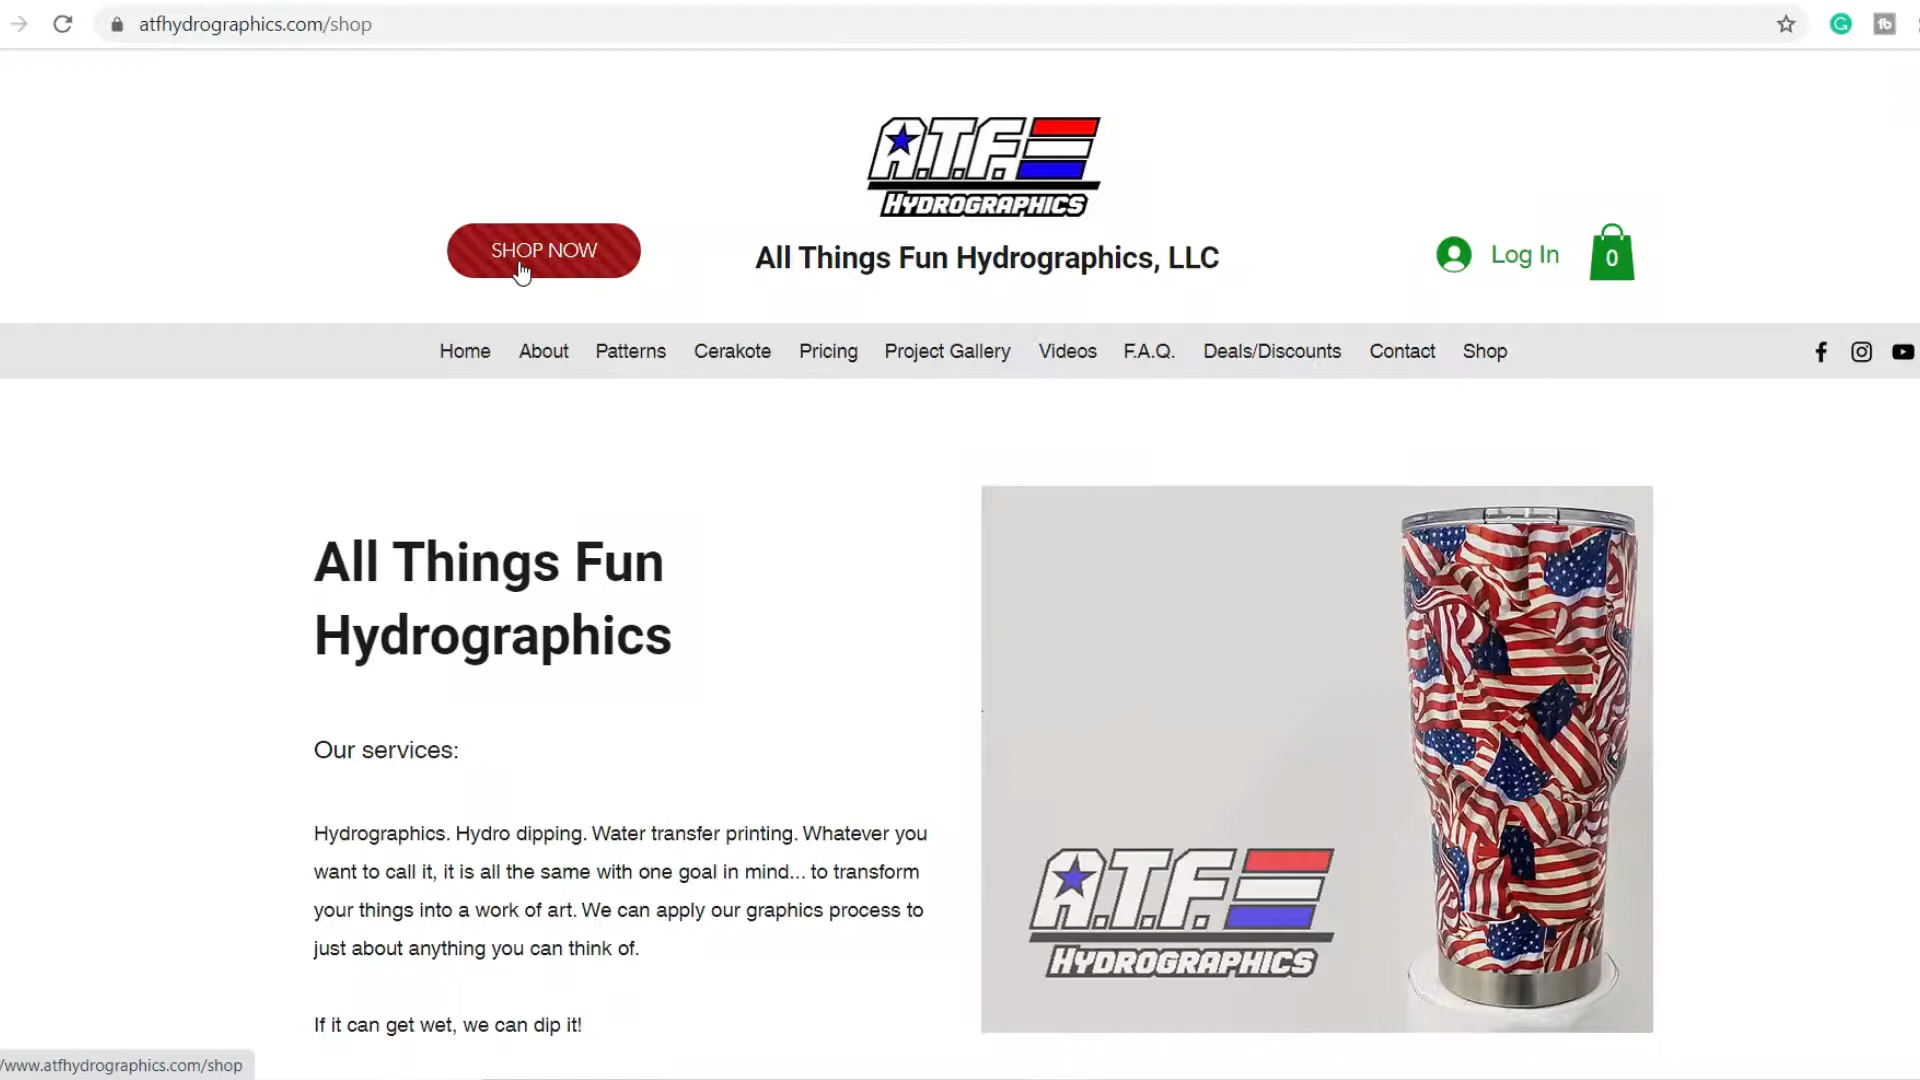 atfhydrographics.com/shop
A.T.F.
HYDROGRAPHICS
SHOP NOW
All Things Fun Hydrographics, LLC
Log In
0
Home About Patterns Cerakote Pricing Project Gallery Videos F.A.Q. Deals/Discounts Contact Shop
All Things Fun
Hydrographics
Our services:
Hydrographics. Hydro dipping. Water transfer printing. Whatever you
want to call it, it is all the same with one goal in mind... to transform
your things into a work of art. We can apply our graphics process to
just about anything you can think of.
If it can get wet, we can dip it!
A.T.F.
HYDROGRAPHICS
/www.atfhydrographics.com/shop